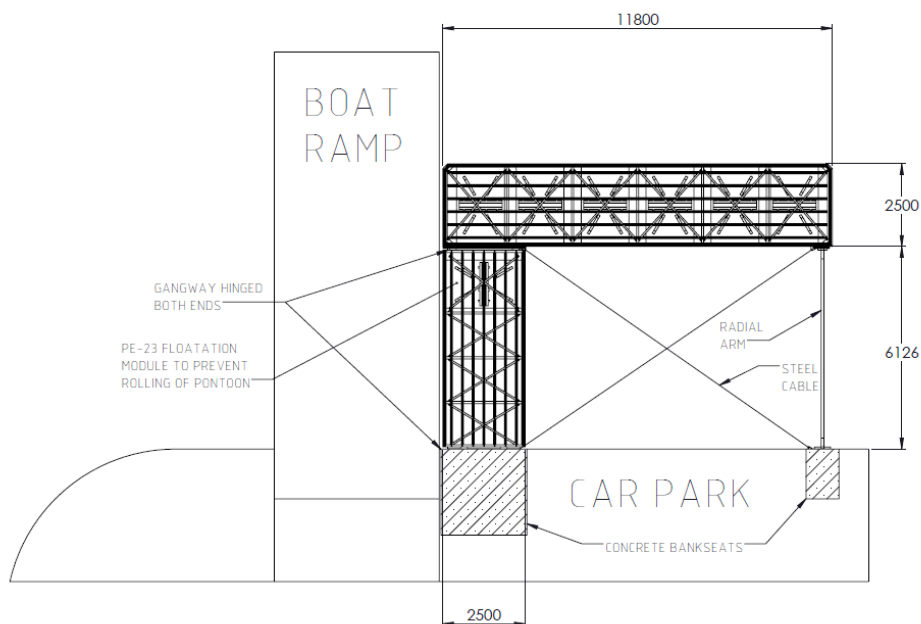 11800
BOAT
RAMP
2500
GANGWAY HINGED
BOTH ENDS
PE-23 FLOATATION
MODULE TO PREVENT
ROLLING OF PONTOON
RADIAL
ARM
STEEL
CABLE
6126
CAR PARK
CONCRETE BANKSEATS
2500